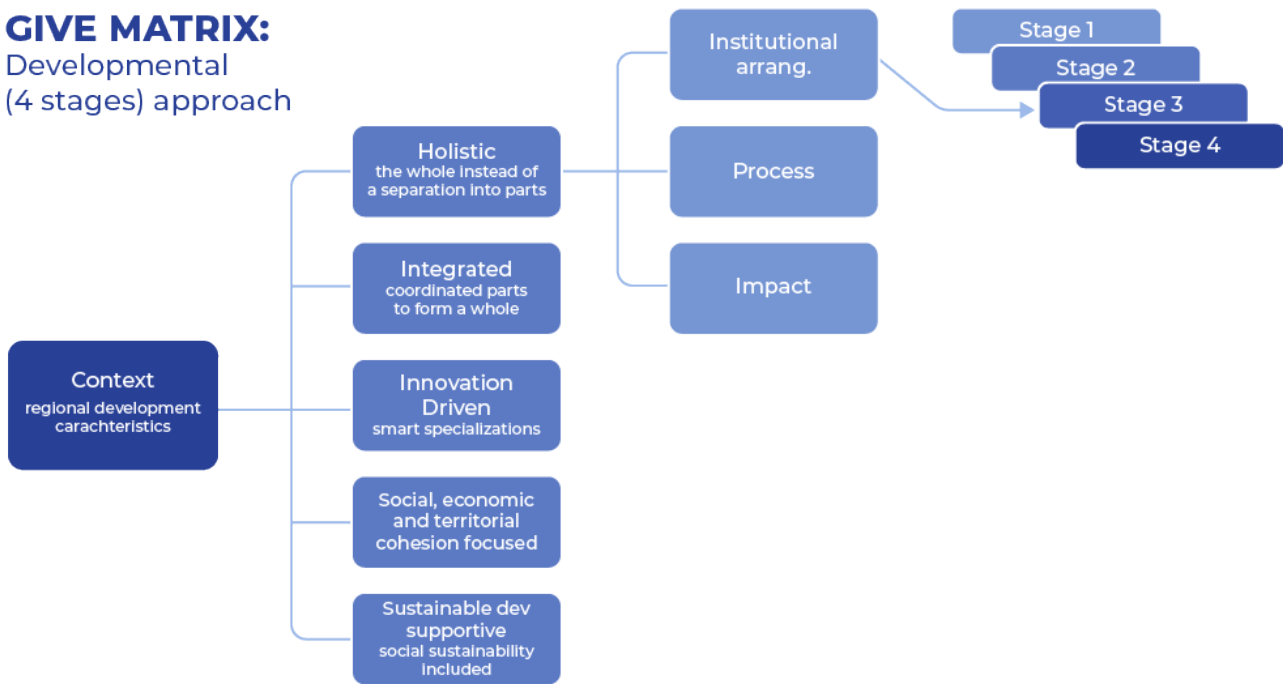 GIVE MATRIX:
Developmental
(4 stages) approach
Context
regional development
carachteristics
Holistic
the whole instead of
a separation into parts
Integrated
coordinated parts
to form a whole
Innovation
Driven
smart specializations
Social, economic
and territorial
cohesion focused
Sustainable dev
supportive
social sustainability
included
Institutional
arrang.
Process
Impact
Stage 1
Stage 2
Stage 3
Stage 4